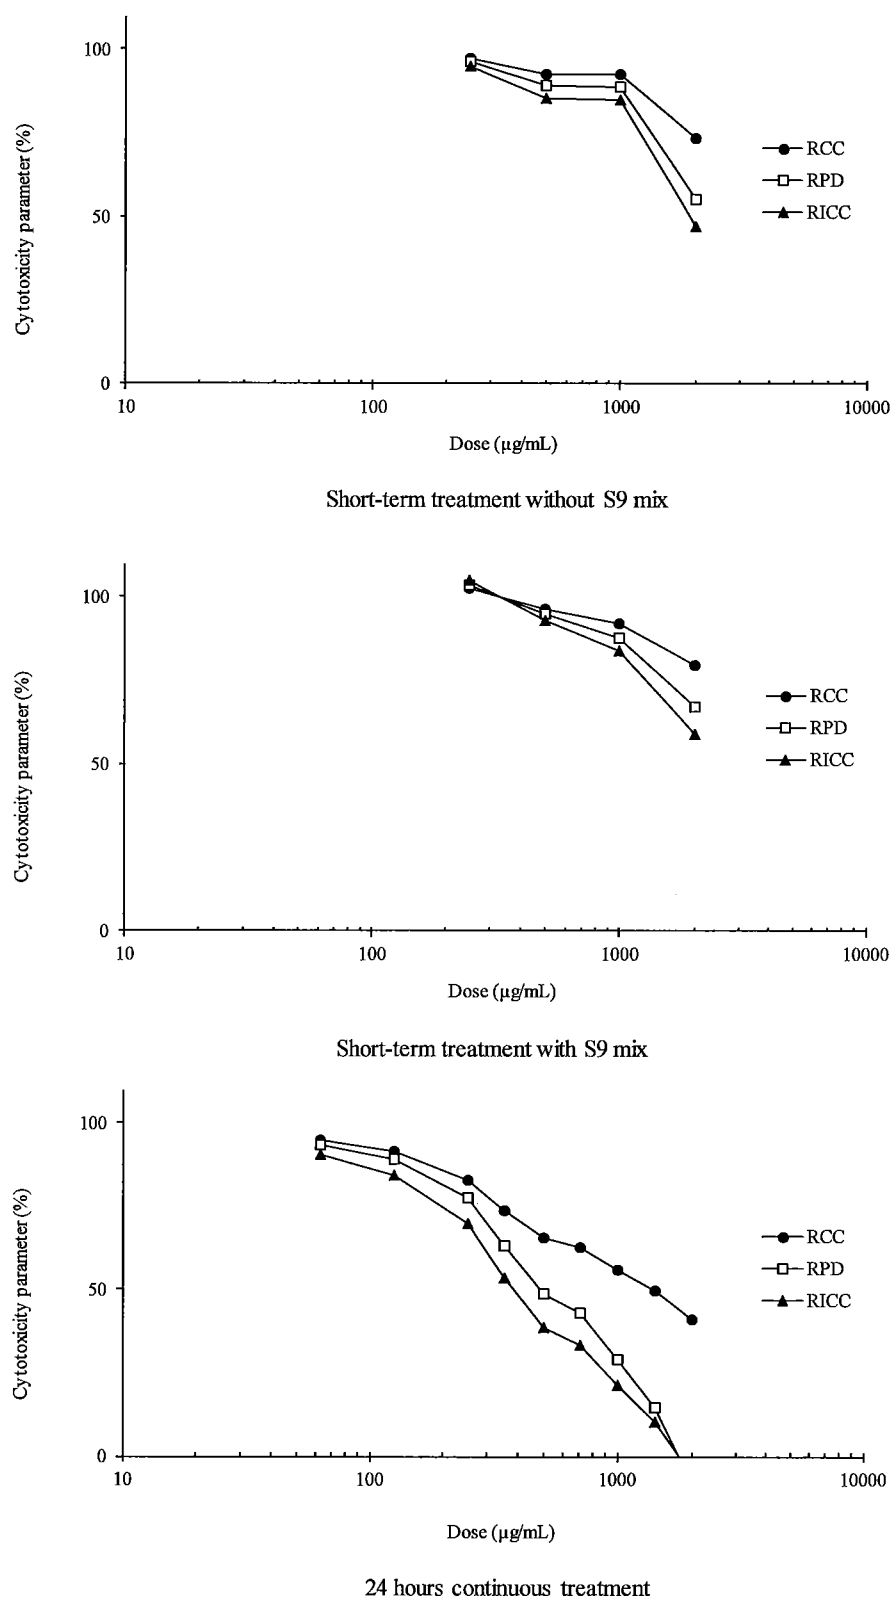 100
50
0
Cytotoxicity parameter (%)
RCC
RPD
RICC
10 100 1000 10000
Dose (µg/mL)
Short-term treatment without S9 mix
100
50
0
Cytotoxicity parameter (%)
RCC
RPD
RICC
10 100 1000 10000
Dose (µg/mL)
Short-term treatment with S9 mix
100
50
0
Cytotoxicity parameter (%)
RCC
RPD
RICC
10 100 1000 10000
Dose (µg/mL)
24 hours continuous treatment